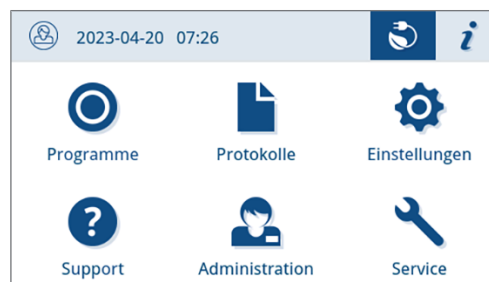 2023-04-20 07:26 i
Programme Protokolle Einstellungen
?
Support Administration Service